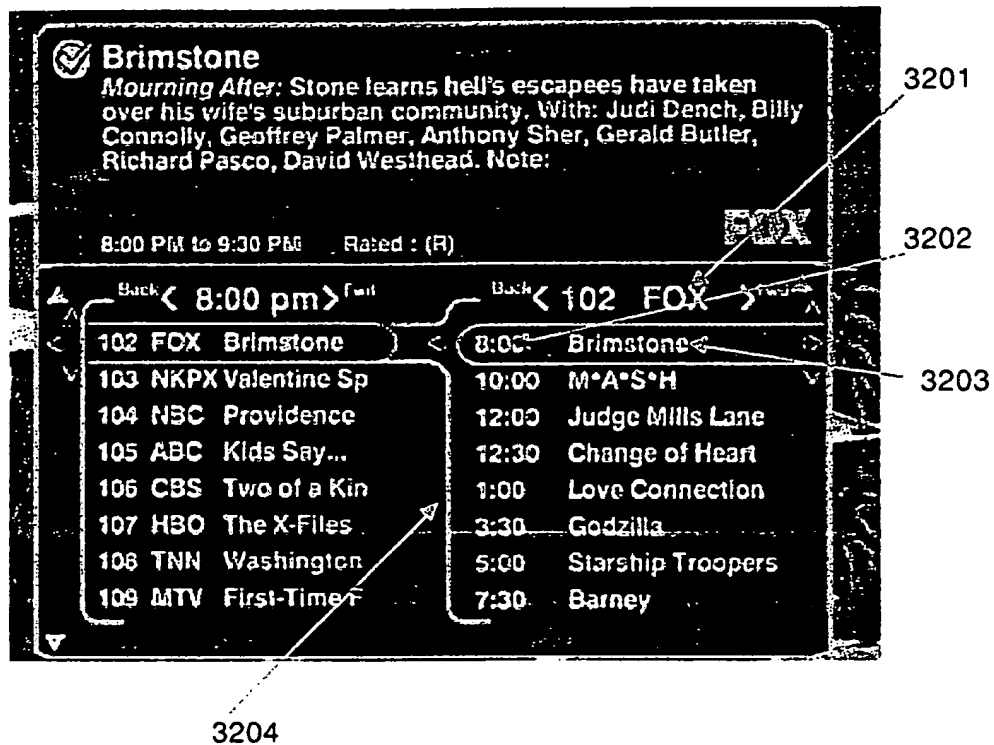 Brimstone
Mourning After: Stone learns hell's escapees have taken
over his wife's suburban community. With: Judi Dench, Billy
Connolly, Geoffrey Palmer, Anthony Sher, Gerald Butler,
Richard Pasco, David Westhead. Note:
8:00 PM to 9:30 PM Rated : (R)
FOX
Back < 8:00 pm > Fwd
102 FOX Brimstone
103 NKPX Valentine Sp
104 NBC Providence
105 ABC Kids Say...
106 CBS Two of a Kin
107 HBO The X-Files
108 TNN Washington
109 MTV First-Time F
Back < 102 FOX > Fwd
8:00 Brimstone
10:00 M*A*S*H
12:00 Judge Mills Lane
12:30 Change of Heart
1:00 Love Connection
3:30 Godzilla
5:00 Starship Troopers
7:30 Barney
3201
3202
3203
3204